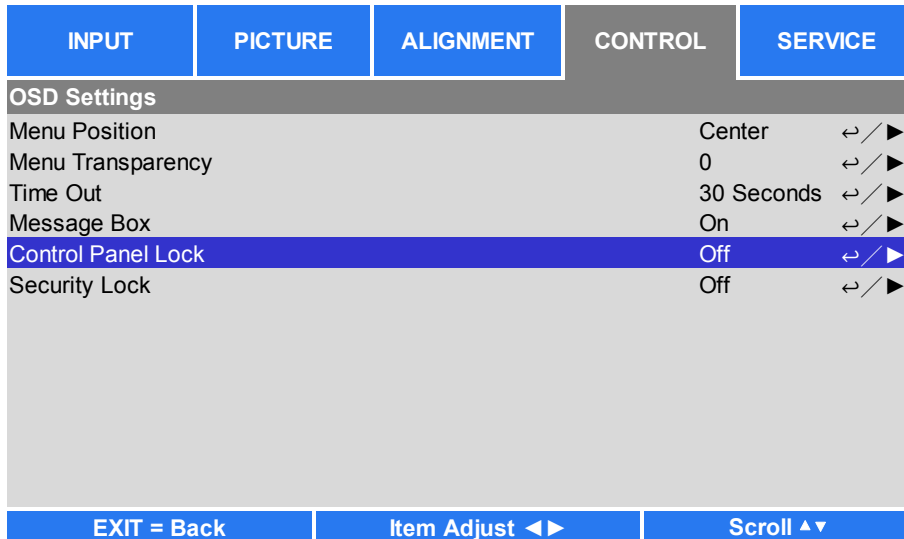 INPUT PICTURE ALIGNMENT CONTROL SERVICE
OSD Settings
Menu Position Center ↩／►
Menu Transparency 0 ↩／►
Time Out 30 Seconds ↩／►
Message Box On ↩／►
Control Panel Lock Off ↩／►
Security Lock Off ↩／►
EXIT = Back Item Adjust ◄► Scroll ▲▼